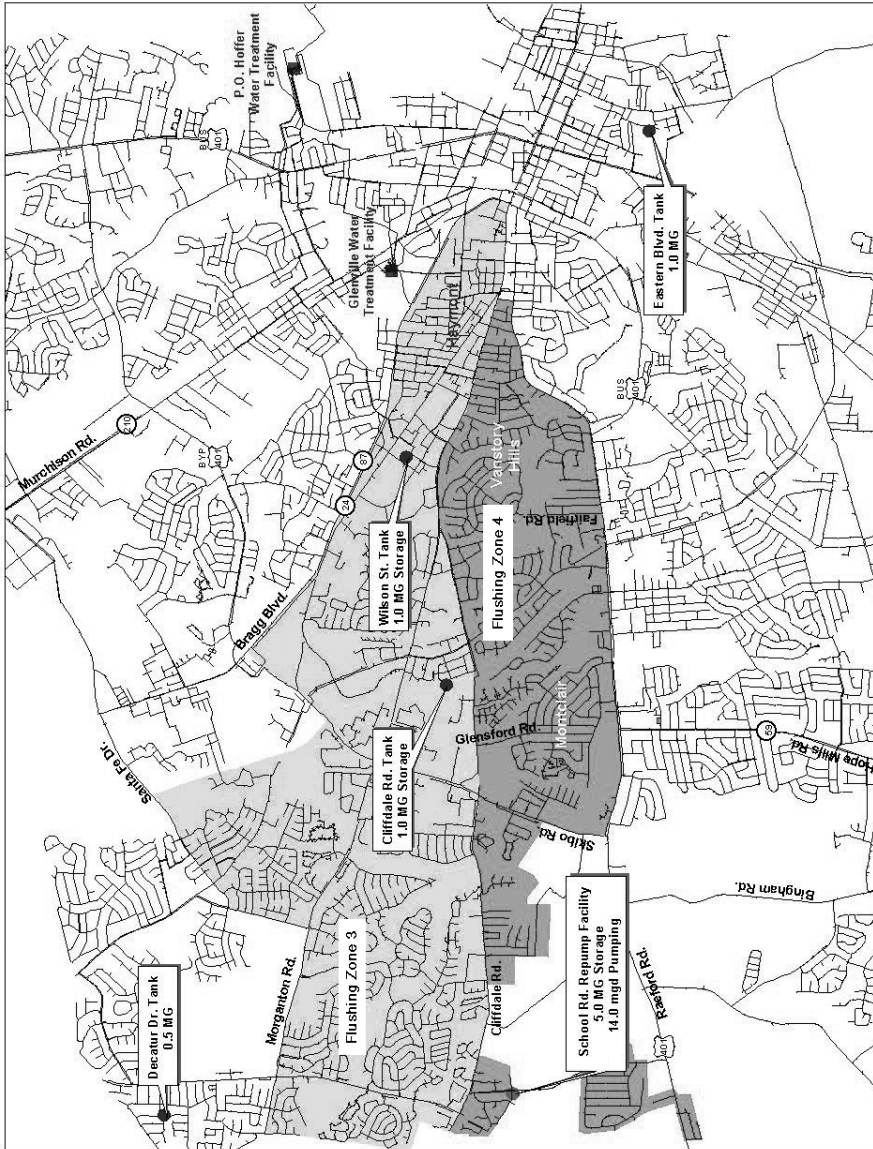 Decatur Dr. Tank
0.5 MG
Santa Fe Dr.
Murchison Rd.
210
BYP
401
BUS
401
P.O. Hoffer
Water Treatment
Facility
Glenville Water
Treatment Facility
Bragg Blvd.
24
87
Wilson St. Tank
1.0 MG Storage
Haymont
Morganton Rd.
Flushing Zone 3
Cliffdale Rd. Tank
1.0 MG Storage
Cliffdale Rd.
Glensford Rd.
Flushing Zone 4
Vanstory
Hills
Fairfield Rd.
Montclair
Skibo Rd.
School Rd. Repump Facility
5.0 MG Storage
14.0 mgd Pumping
Raeford Rd.
401
Bingham Rd.
59
Hope Mills Rd.
BUS
401
Eastern Blvd. Tank
1.0 MG